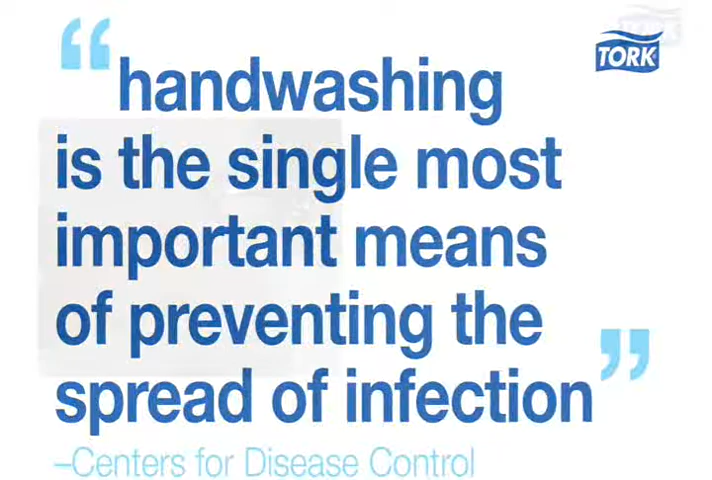 TORK
“handwashing
is the single most
important means
of preventing the
spread of infection”
–Centers for Disease Control